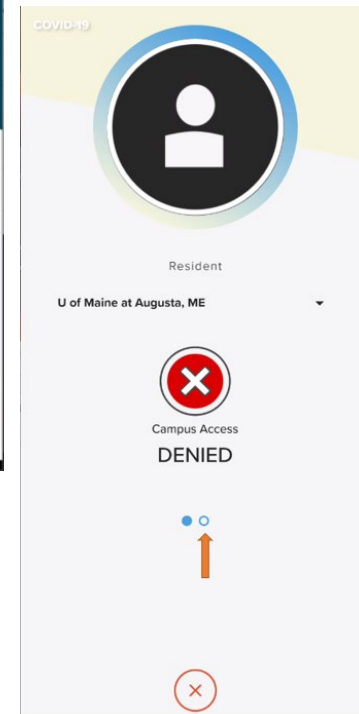 COVID-19
Resident
U of Maine at Augusta, ME
Campus Access
DENIED